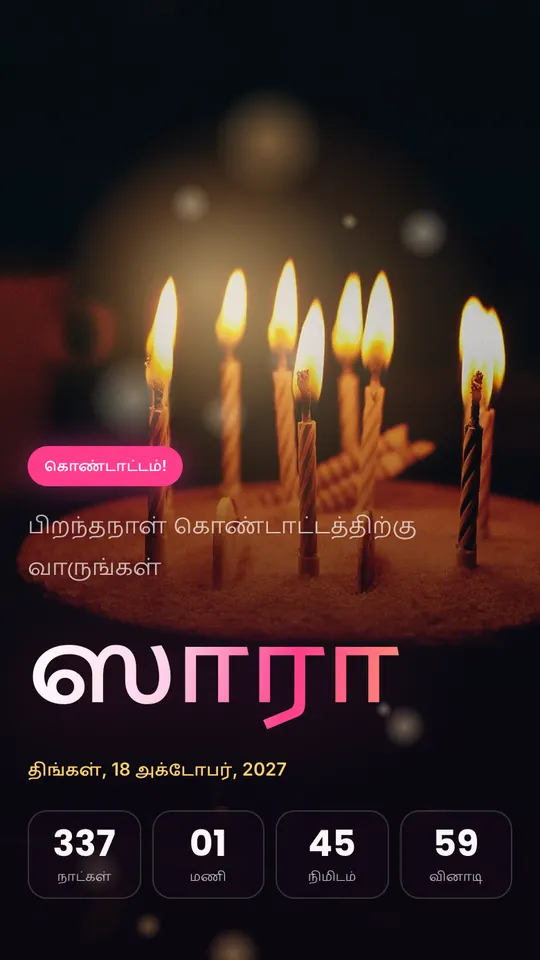 கொண்டாட்டம்!
பிறந்தநாள் கொண்டாட்டத்திற்கு
வாருங்கள்
ஸாரா
திங்கள், 18 அக்டோபர், 2027
337 01 45 59
நாட்கள் மணி நிமிடம் வினாடி